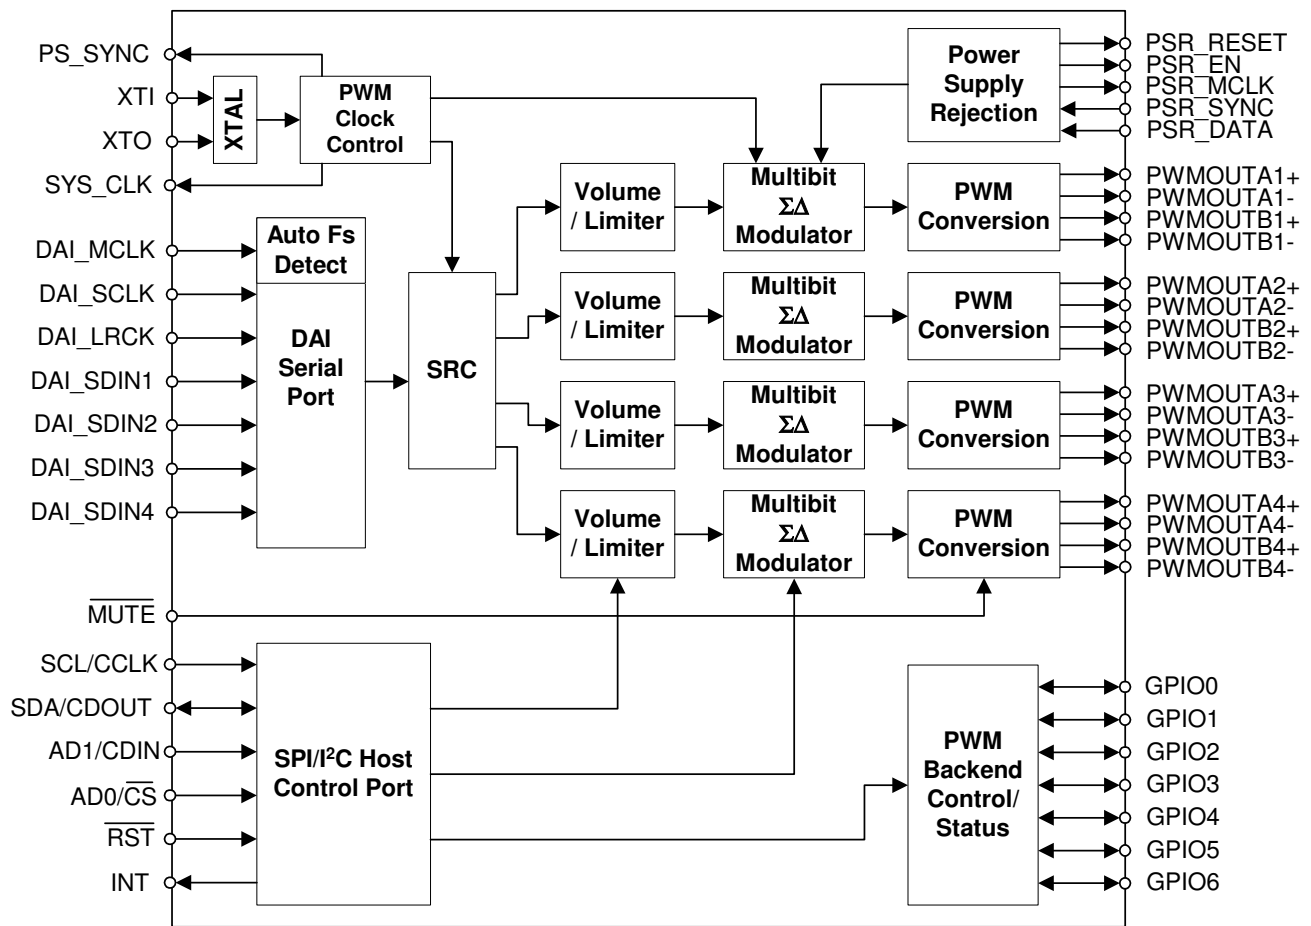 PS_SYNC
XTI
XTO
SYS_CLK
XTAL
PWM
Clock
Control
Power
Supply
Rejection
PSR_RESET
PSR_EN
PSR_MCLK
PSR_SYNC
PSR_DATA
DAI_MCLK
DAI_SCLK
DAI_LRCK
DAI_SDIN1
DAI_SDIN2
DAI_SDIN3
DAI_SDIN4
Auto Fs
Detect
DAI
Serial
Port
SRC
Volume
/ Limiter
Multibit
ΣΔ
Modulator
PWM
Conversion
PWMOUTA1+
PWMOUTA1-
PWMOUTB1+
PWMOUTB1-
Volume
/ Limiter
Multibit
ΣΔ
Modulator
PWM
Conversion
PWMOUTA2+
PWMOUTA2-
PWMOUTB2+
PWMOUTB2-
Volume
/ Limiter
Multibit
ΣΔ
Modulator
PWM
Conversion
PWMOUTA3+
PWMOUTA3-
PWMOUTB3+
PWMOUTB3-
Volume
/ Limiter
Multibit
ΣΔ
Modulator
PWM
Conversion
PWMOUTA4+
PWMOUTA4-
PWMOUTB4+
PWMOUTB4-
MUTE
SCL/CCLK
SDA/CDOUT
AD1/CDIN
AD0/CS
RST
INT
SPI/I²C Host
Control Port
PWM
Backend
Control/
Status
GPIO0
GPIO1
GPIO2
GPIO3
GPIO4
GPIO5
GPIO6